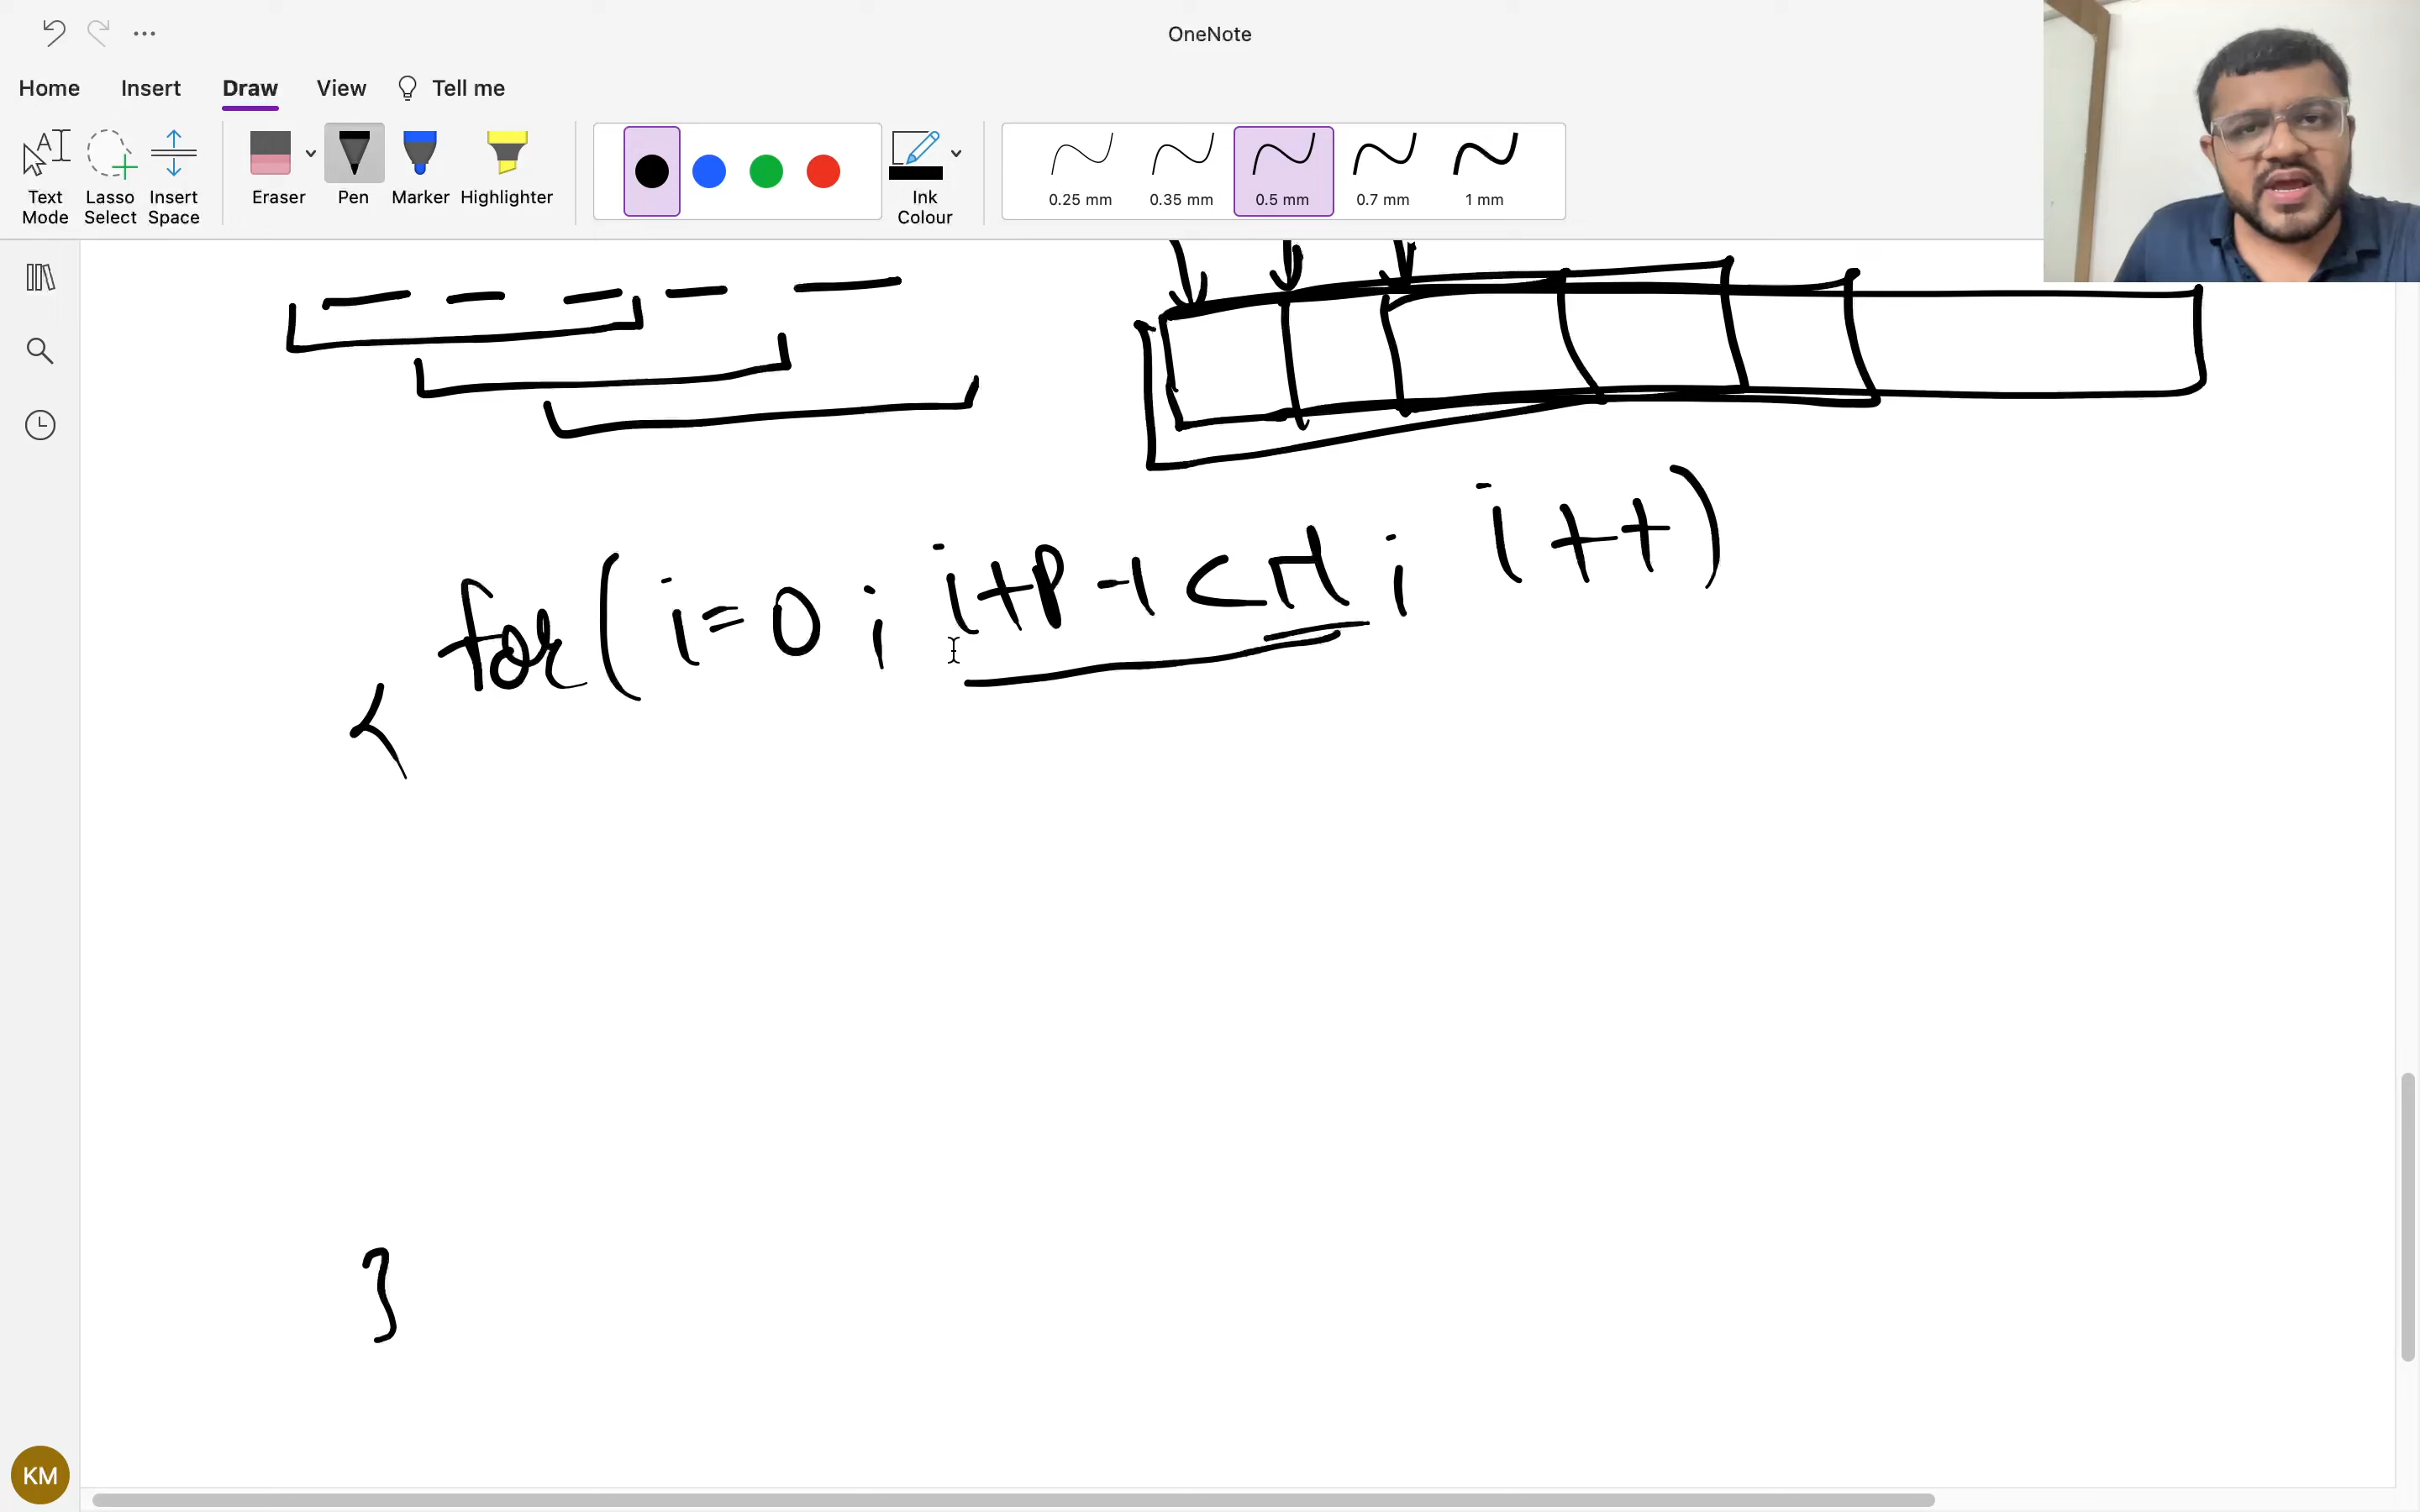 OneNote
Home Insert Draw View Tell me
Text Mode Lasso Select Insert Space Eraser Pen Marker Highlighter Ink Colour 0.25 mm 0.35 mm 0.5 mm 0.7 mm 1 mm
for( i=0 ; i+p-1 < n ; i++)
{
}
KM